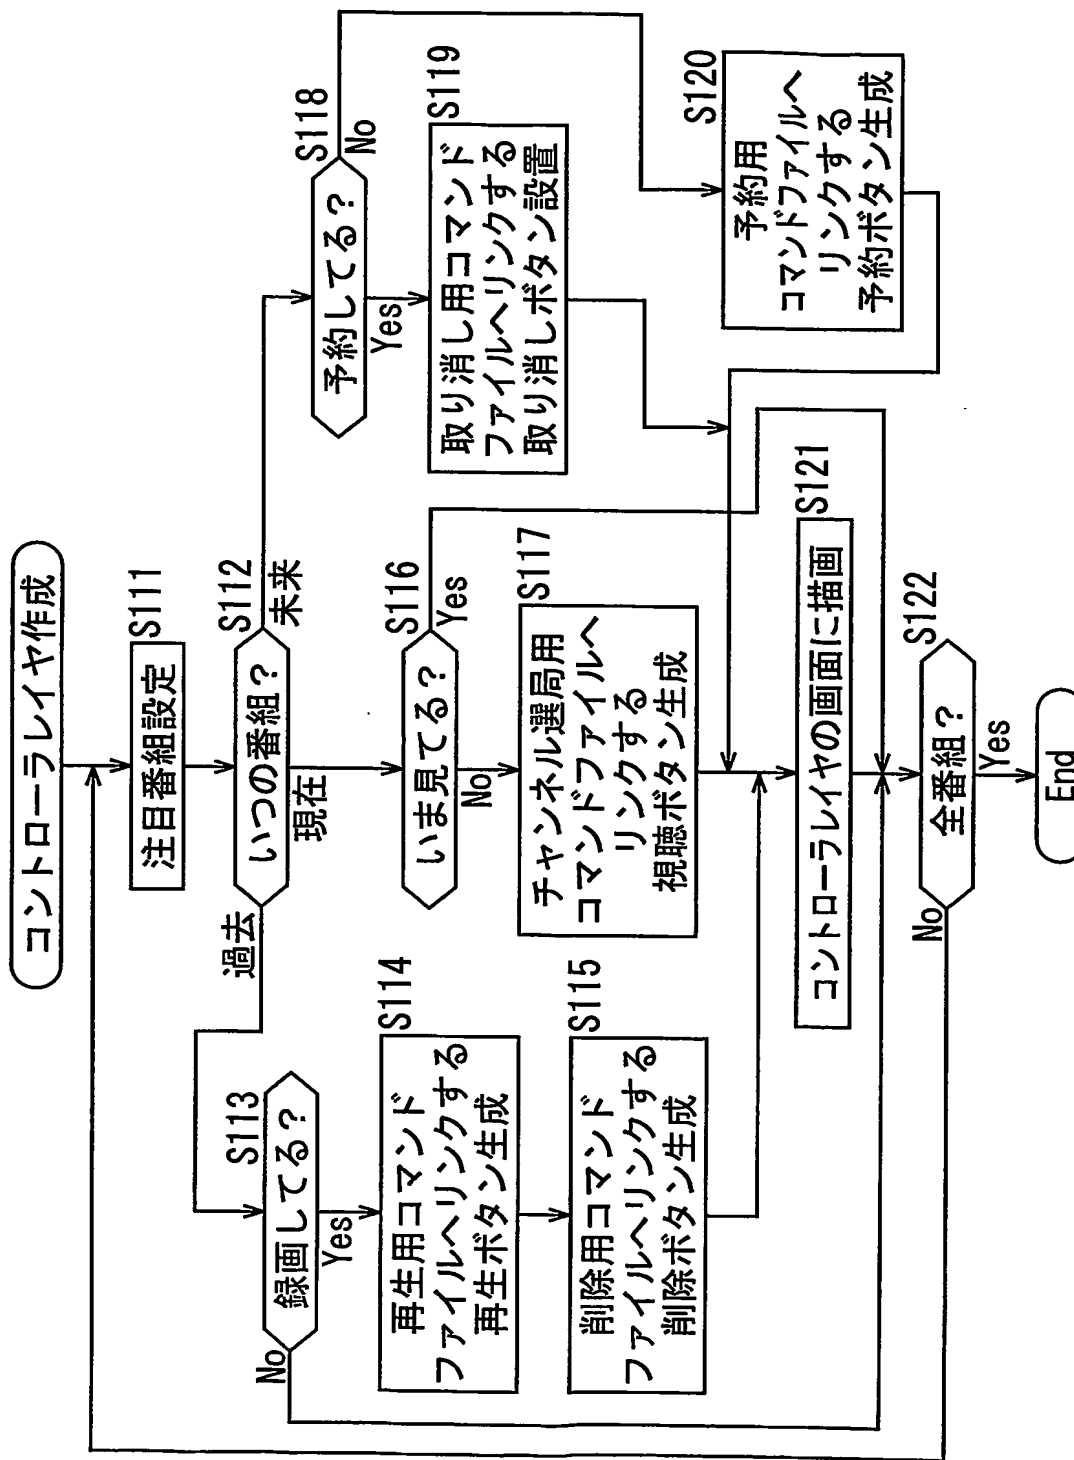 コントローラレイヤ作成
S111
注目番組設定
S112
いつの番組？
過去
現在
未来
S113
録画してる？
No
Yes
S114
再生用コマンド
ファイルへリンクする
再生ボタン生成
S115
削除用コマンド
ファイルへリンクする
削除ボタン生成
S116
いま見てる？
Yes
No
S117
チャンネル選局用
コマンドファイルへ
リンクする
視聴ボタン生成
S118
予約してる？
No
Yes
S119
取り消し用コマンド
ファイルへリンクする
取り消しボタン設置
S120
予約用
コマンドファイルへ
リンクする
予約ボタン生成
S121
コントローラレイヤの画面に描画
S122
全番組？
No
Yes
End